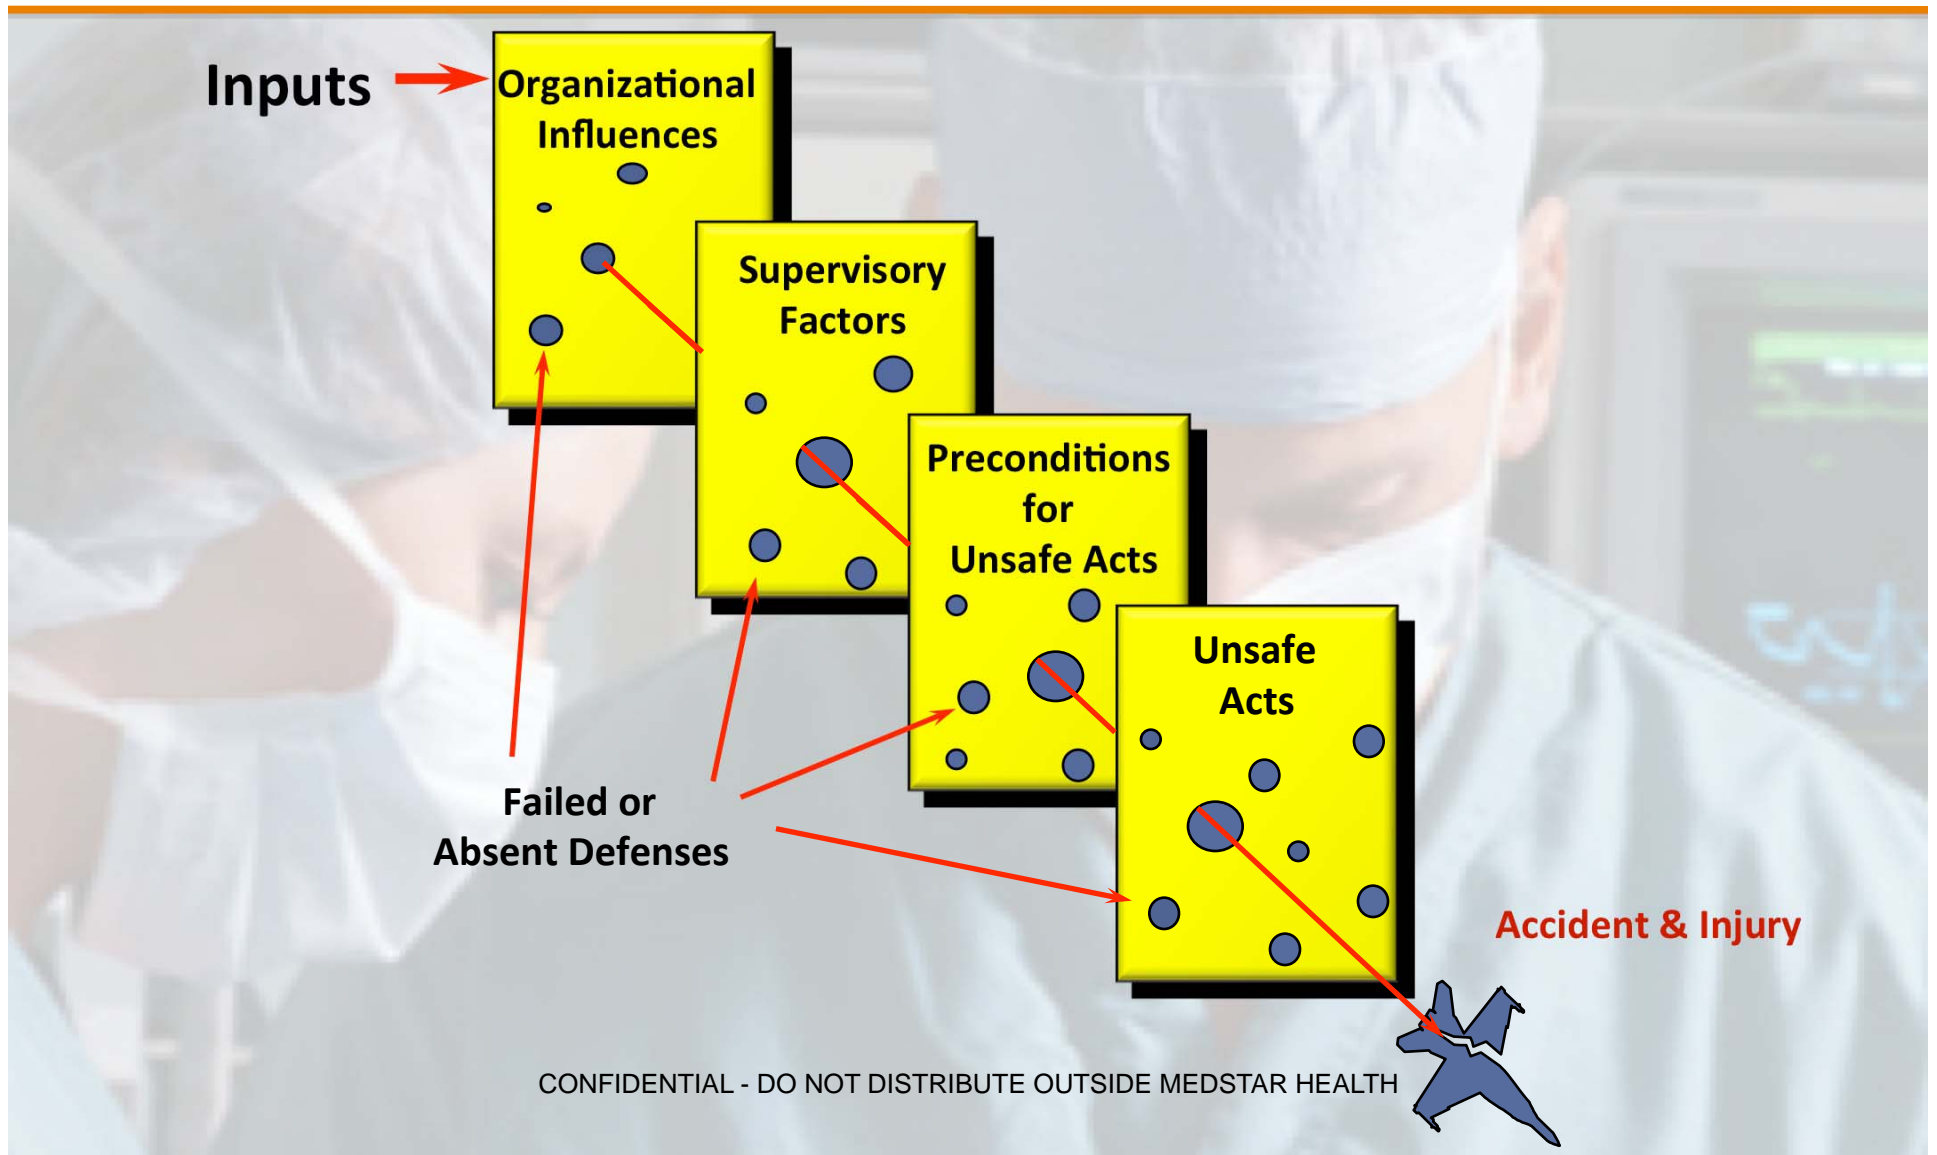 Inputs
Organizational
Influences
Supervisory
Factors
Preconditions
for
Unsafe Acts
Unsafe
Acts
Failed or
Absent Defenses
Accident & Injury
CONFIDENTIAL - DO NOT DISTRIBUTE OUTSIDE MEDSTAR HEALTH